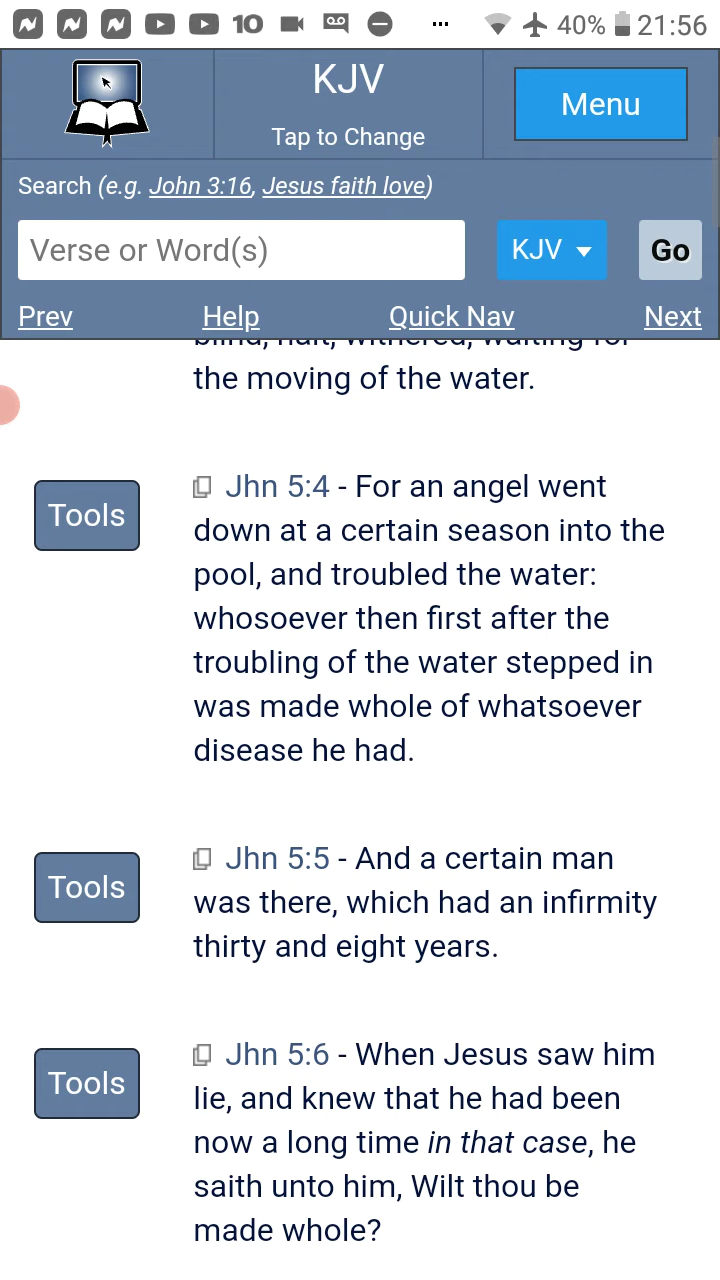 10 ... 40% 21:56
KJV
Tap to Change
Menu
Search (e.g. John 3:16, Jesus faith love)
Verse or Word(s)
KJV
Go
Prev Help Quick Nav Next
blind, halt, withered, waiting for
the moving of the water.
Tools
Jhn 5:4 - For an angel went
down at a certain season into the
pool, and troubled the water:
whosoever then first after the
troubling of the water stepped in
was made whole of whatsoever
disease he had.
Tools
Jhn 5:5 - And a certain man
was there, which had an infirmity
thirty and eight years.
Tools
Jhn 5:6 - When Jesus saw him
lie, and knew that he had been
now a long time in that case, he
saith unto him, Wilt thou be
made whole?